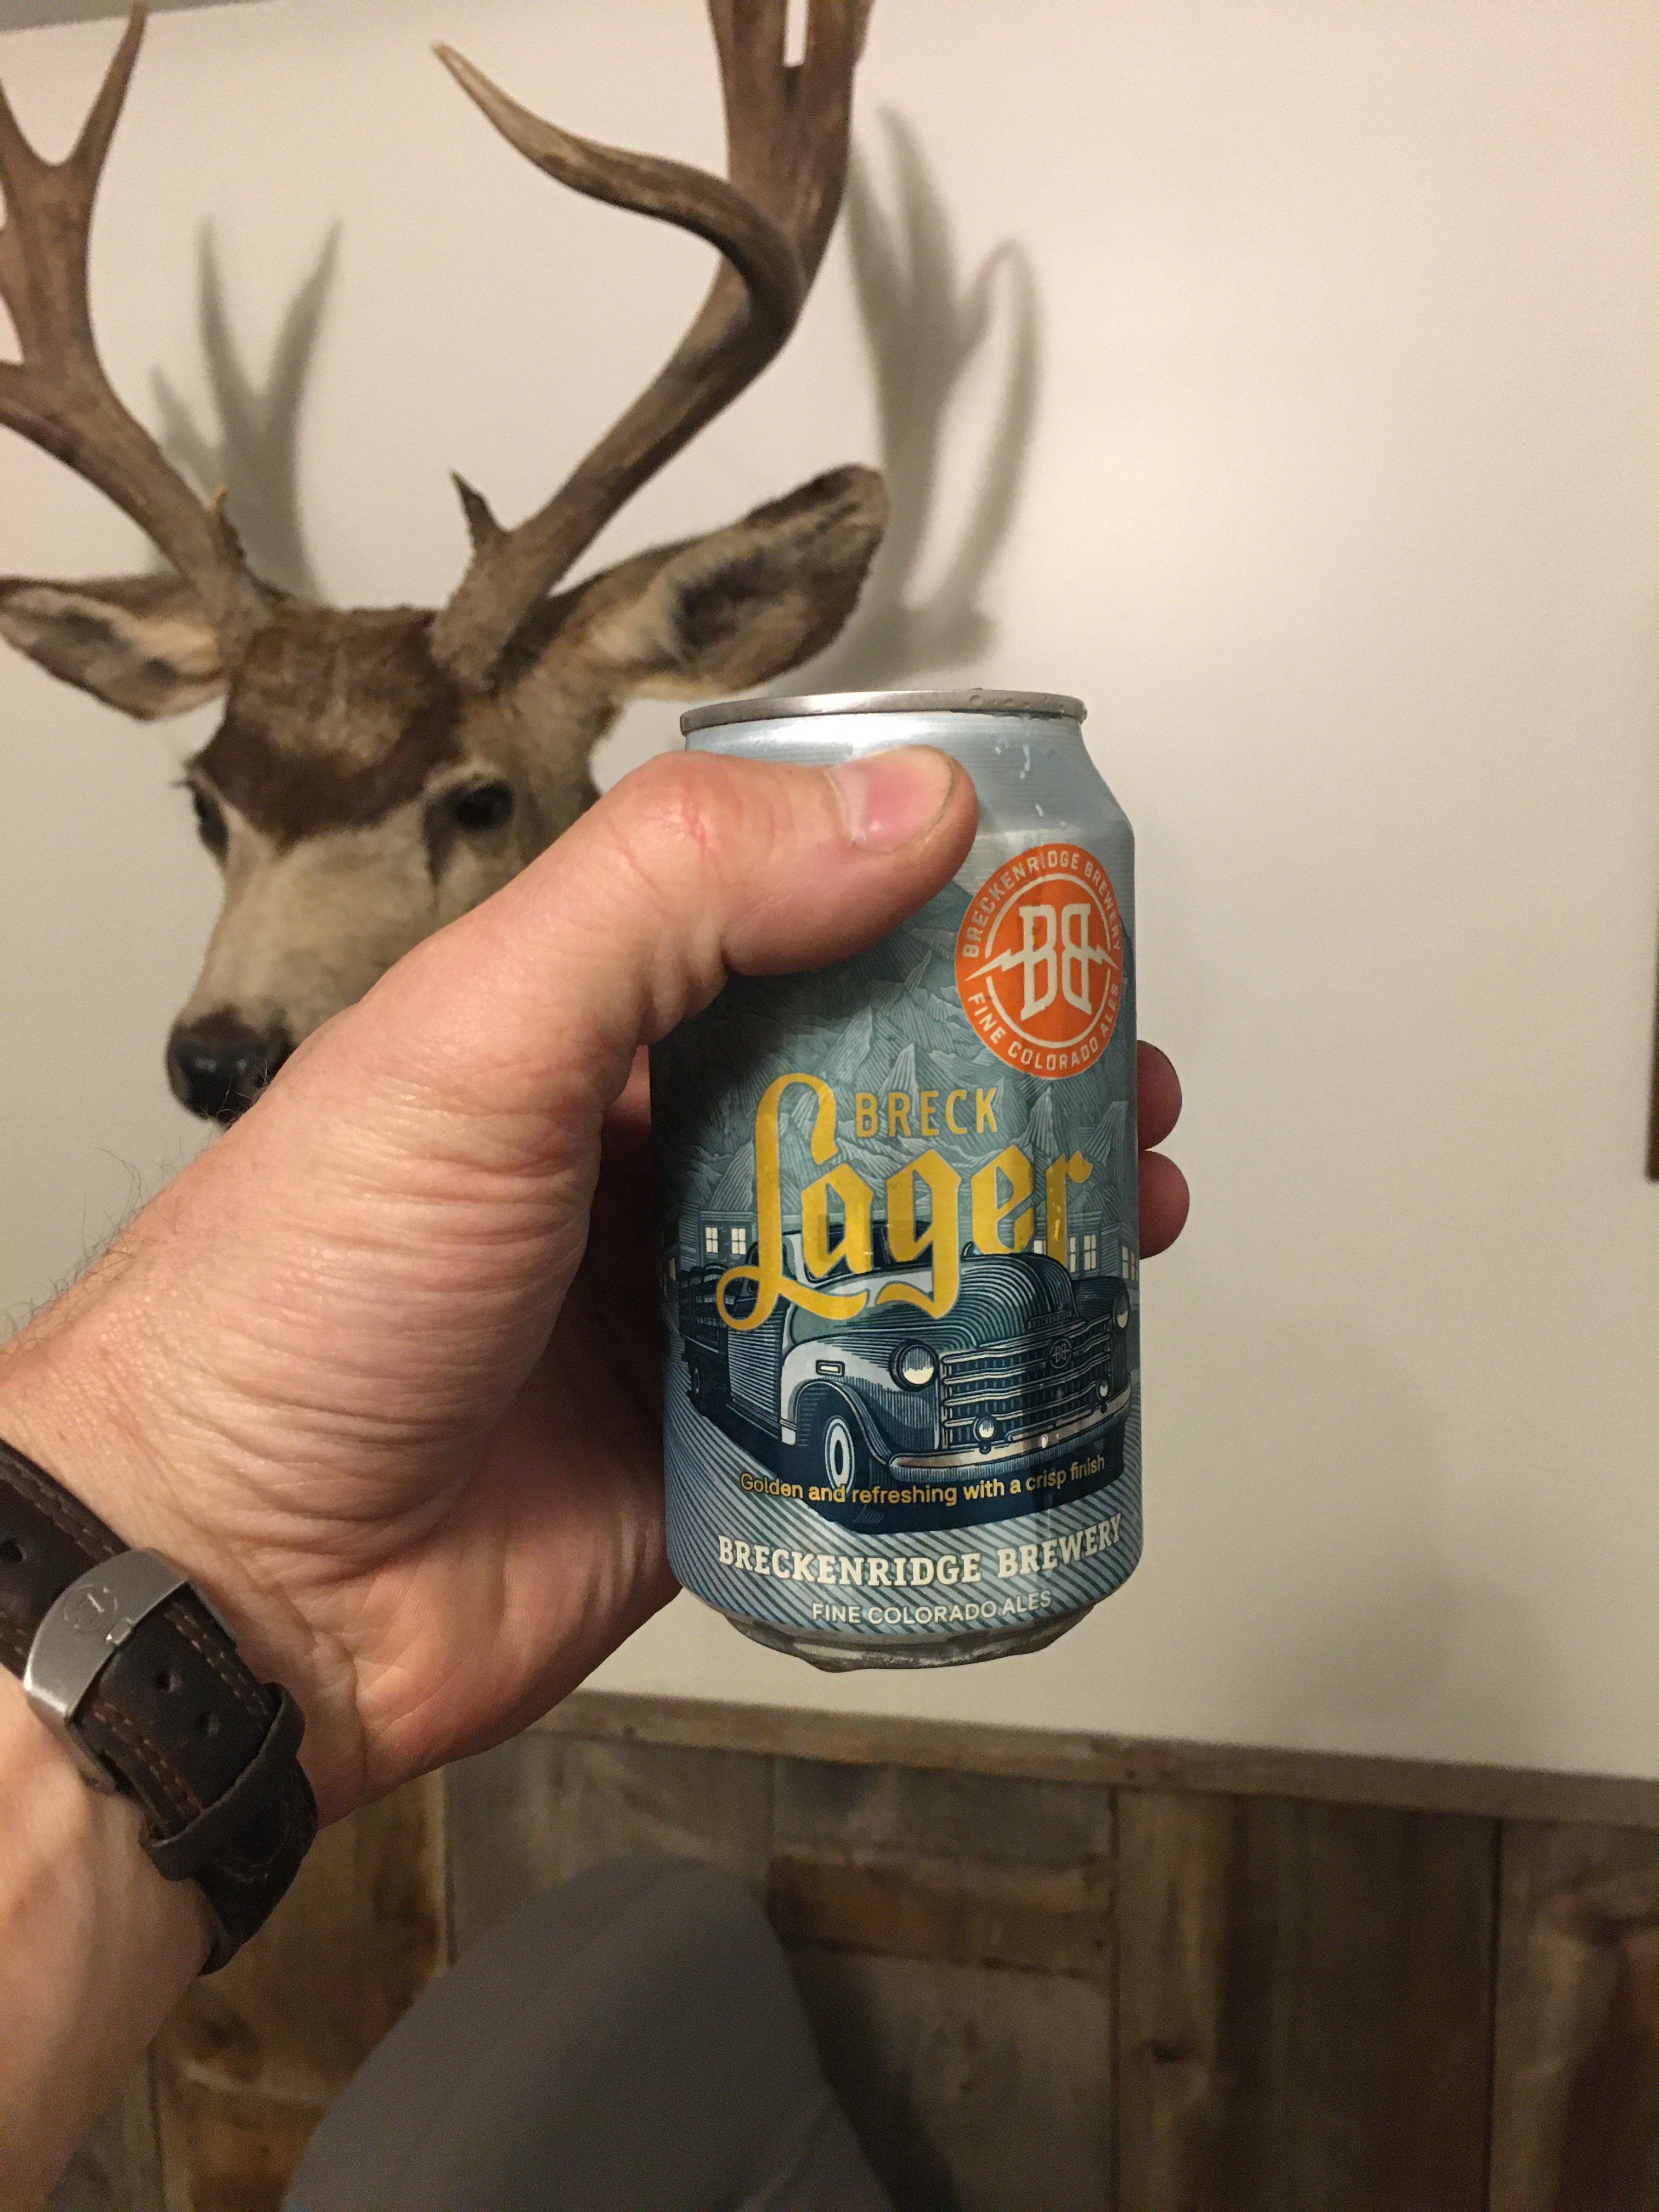 BRECKENRIDGE BREWERY
BB
FINE COLORADO ALES
BRECK
Lager
Golden and refreshing with a crisp finish
BRECKENRIDGE BREWERY
FINE COLORADO ALES